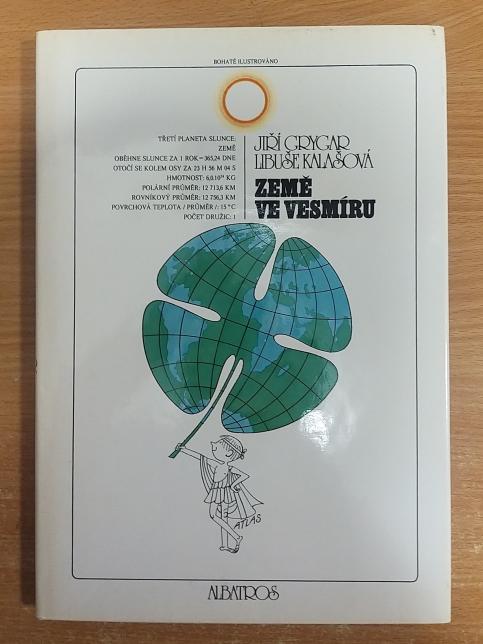 BOHATĚ ILUSTROVÁNO
TŘETÍ PLANETA SLUNCE:
ZEMĚ
OBĚHNE SLUNCE ZA 1 ROK = 365,24 DNE
OTOČÍ SE KOLEM OSY ZA 23 H 56 M 04 S
HMOTNOST: 6,0.10²⁴ KG
POLÁRNÍ PRŮMĚR: 12 713,6 KM
ROVNÍKOVÝ PRŮMĚR: 12 756,3 KM
POVRCHOVÁ TEPLOTA / PRŮMĚR /: 15 °C
POČET DRUŽIC: 1
JIŘÍ GRYGAR
LIBUŠE KALAŠOVÁ
ZEMĚ
VE VESMÍRU
ATLAS
ALBATROS